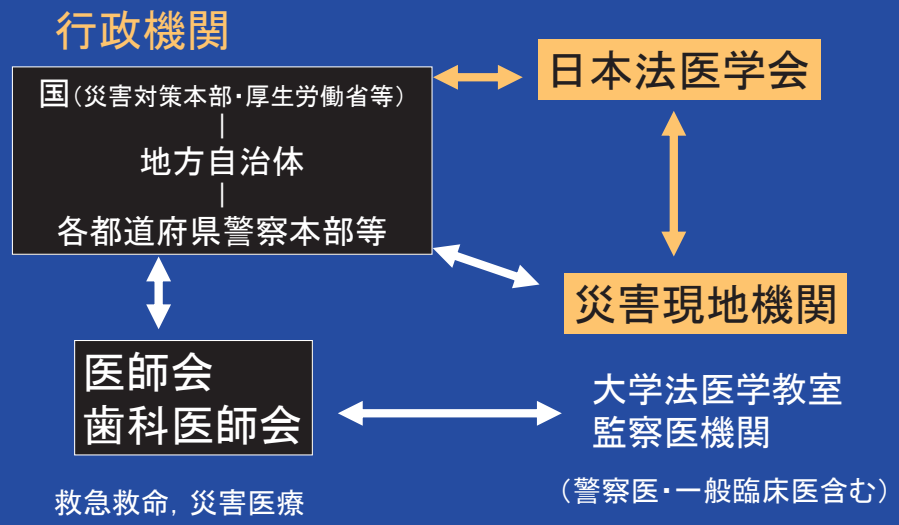 行政機関
国(災害対策本部・厚生労働省等)
地方自治体
各都道府県警察本部等
日本法医学会
災害現地機関
医師会
歯科医師会
救急救命, 災害医療
大学法医学教室
監察医機関
(警察医・一般臨床医含む)